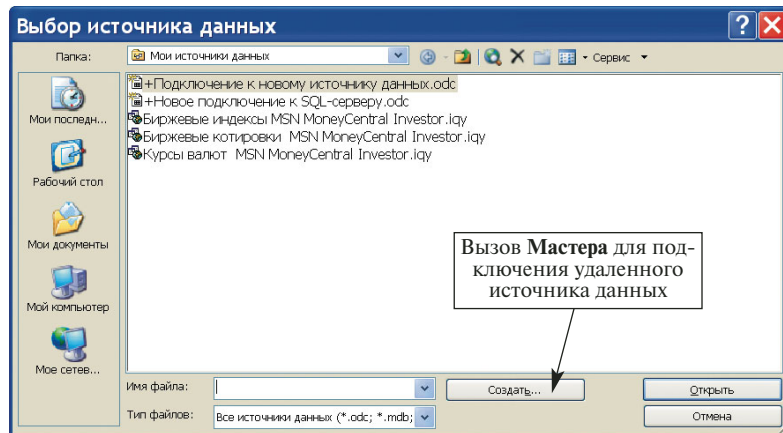 Выбор источника данных
Папка:
Мои источники данных
Сервис
+Подключение к новому источнику данных.odc
+Новое подключение к SQL-серверу.odc
Биржевые индексы MSN MoneyCentral Investor.iqy
Биржевые котировки MSN MoneyCentral Investor.iqy
Курсы валют MSN MoneyCentral Investor.iqy
Мои последн...
Рабочий стол
Мои документы
Мой компьютер
Мое сетев...
Вызов Мастера для под-
ключения удаленного
источника данных
Имя файла:
Создать...
Открыть
Тип файлов:
Все источники данных (*.odc; *.mdb;
Отмена